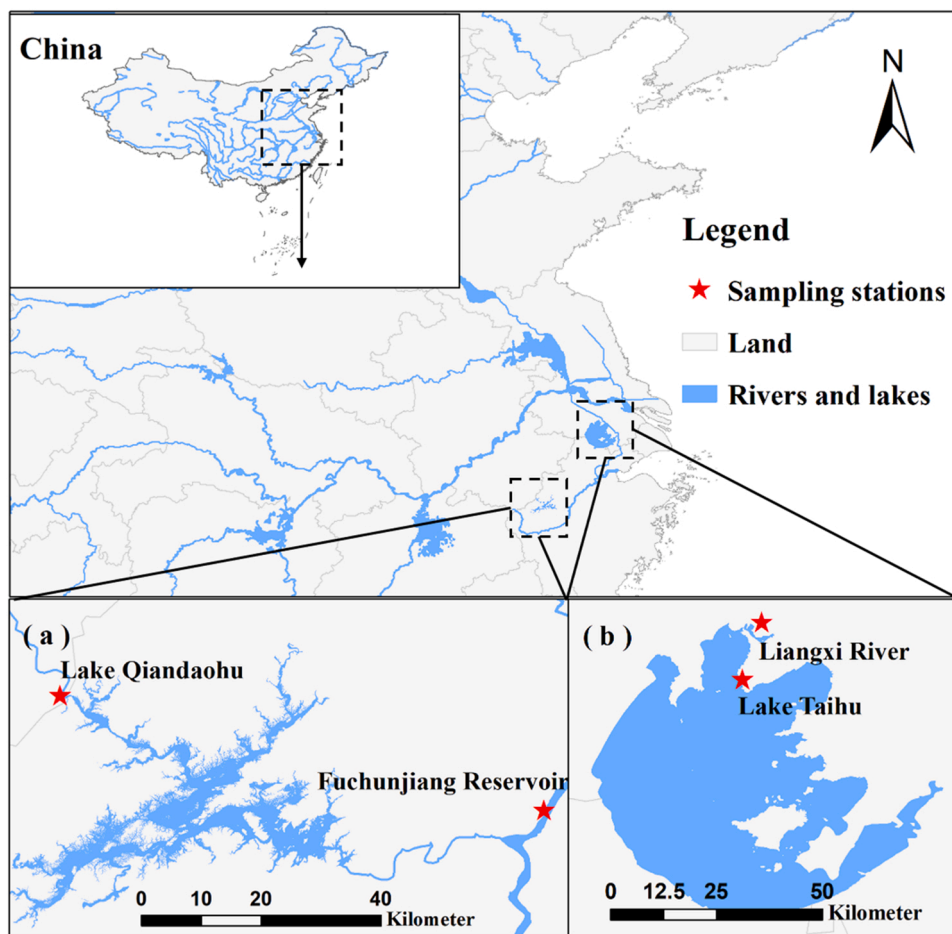 China
N
Legend
Sampling stations
Land
Rivers and lakes
( a )
Lake Qiandaohu
Fuchunjiang Reservoir
0 10 20 40
Kilometer
( b )
Liangxi River
Lake Taihu
0 12.5 25 50
Kilometer